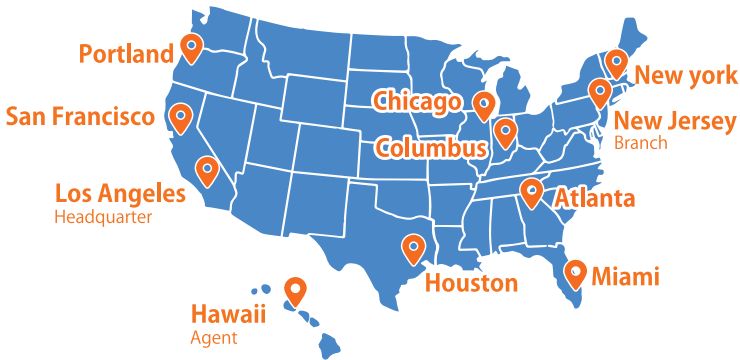 Portland
New york
Chicago
San Francisco
New Jersey
Branch
Columbus
Los Angeles
Headquarter
Atlanta
Houston
Miami
Hawaii
Agent